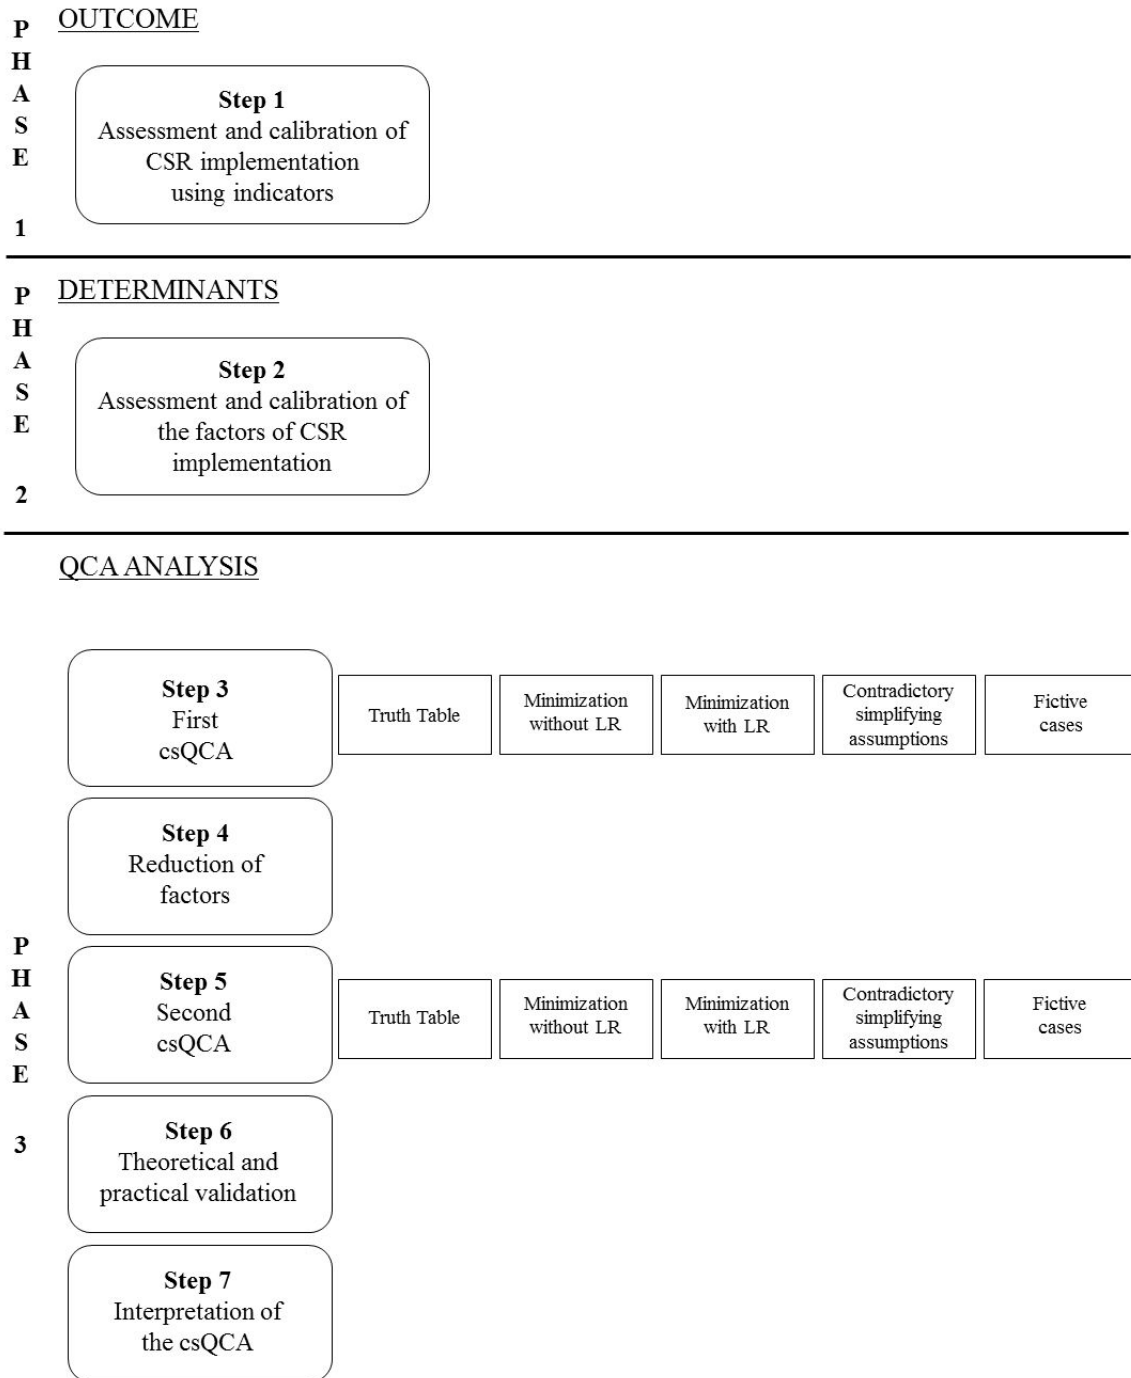 PHASE 1
OUTCOME
Step 1
Assessment and calibration of
CSR implementation
using indicators
PHASE 2
DETERMINANTS
Step 2
Assessment and calibration of
the factors of CSR
implementation
PHASE 3
QCA ANALYSIS
Step 3
First
csQCA
Truth Table
Minimization
without LR
Minimization
with LR
Contradictory
simplifying
assumptions
Fictive
cases
Step 4
Reduction of
factors
Step 5
Second
csQCA
Truth Table
Minimization
without LR
Minimization
with LR
Contradictory
simplifying
assumptions
Fictive
cases
Step 6
Theoretical and
practical validation
Step 7
Interpretation of
the csQCA